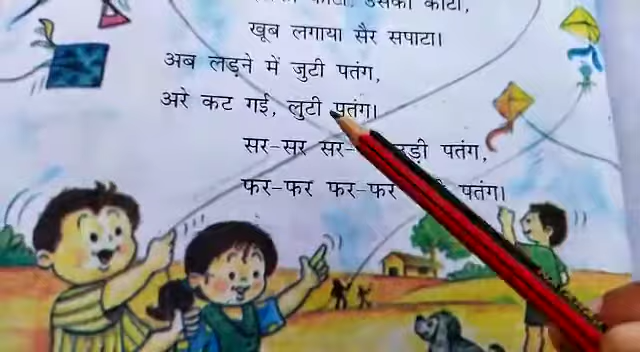 उसको काटा,
खूब लगाया सैर सपाटा।
अब लड़ने में जुटी पतंग,
अरे कट गई, लुटी पतंग।
सर-सर सर- उड़ी पतंग,
फर-फर फर-फर पतंग।